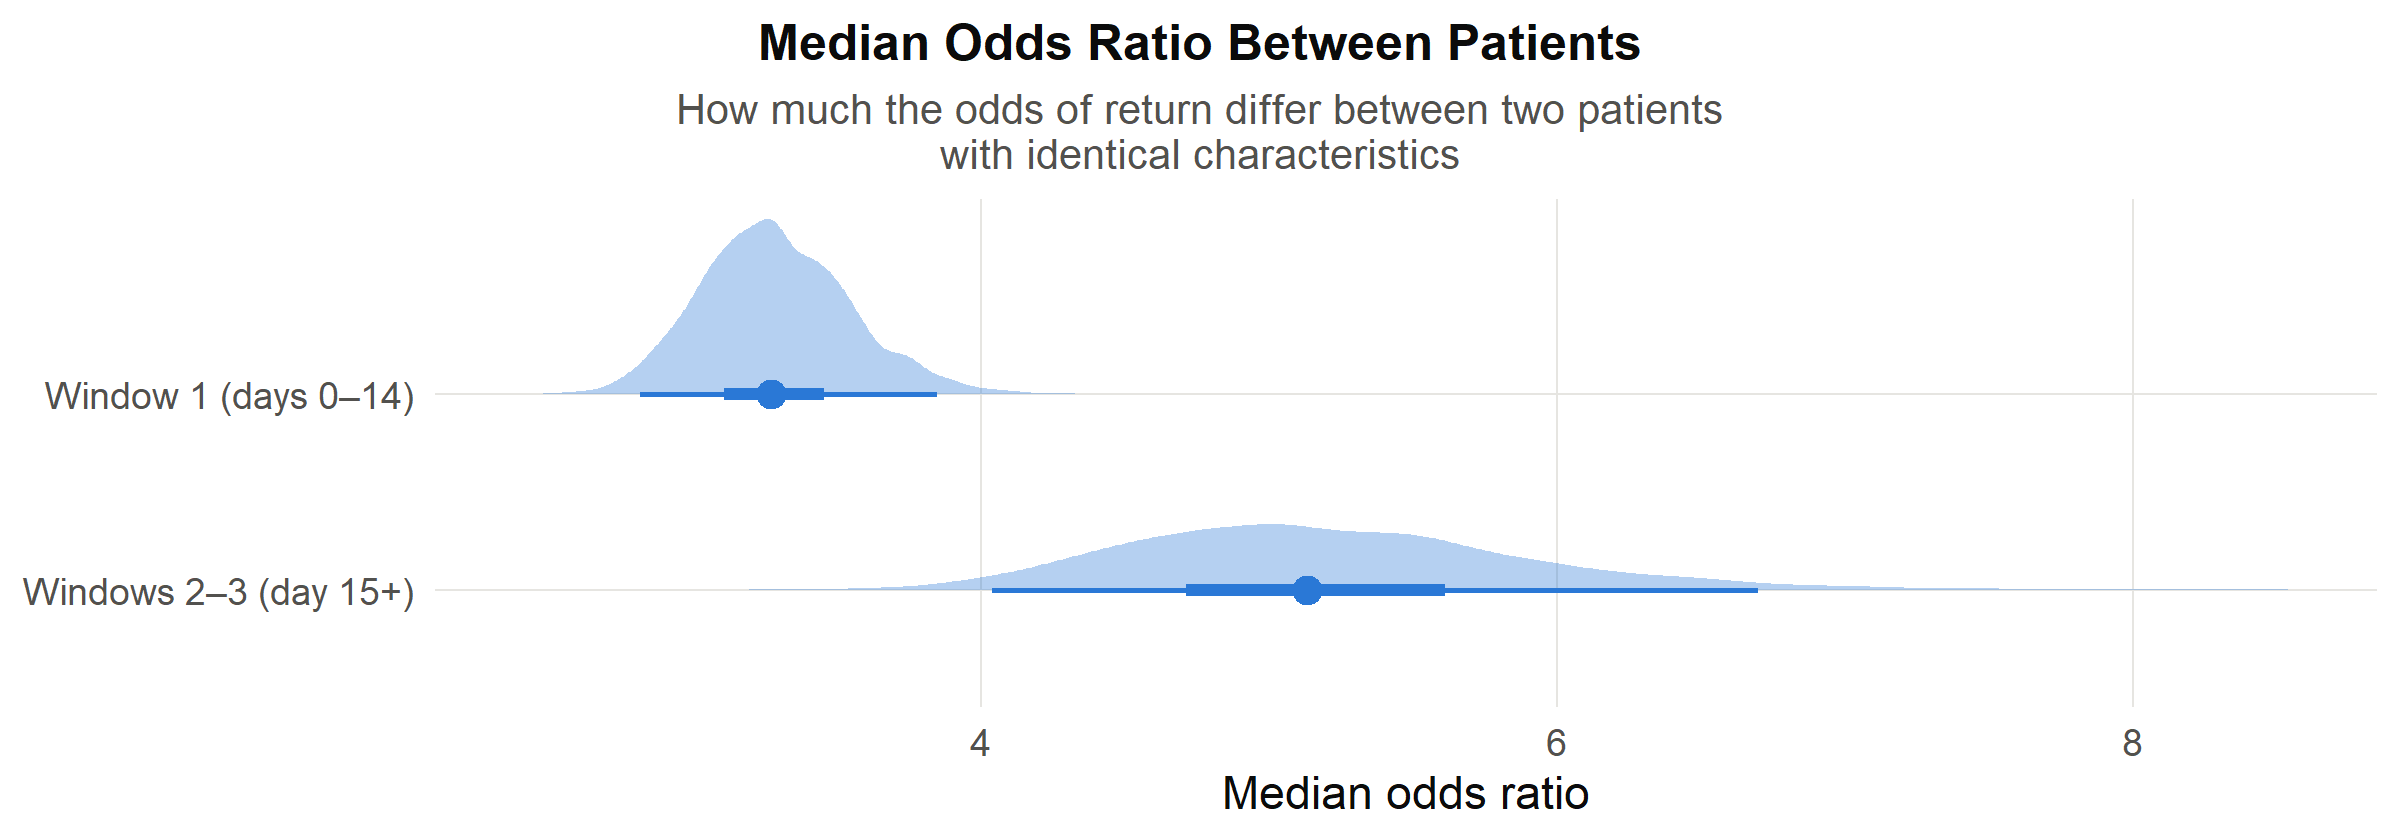 Median Odds Ratio Between Patients
How much the odds of return differ between two patients
with identical characteristics
Window 1 (days 0–14)
Windows 2–3 (day 15+)
4
6
8
Median odds ratio